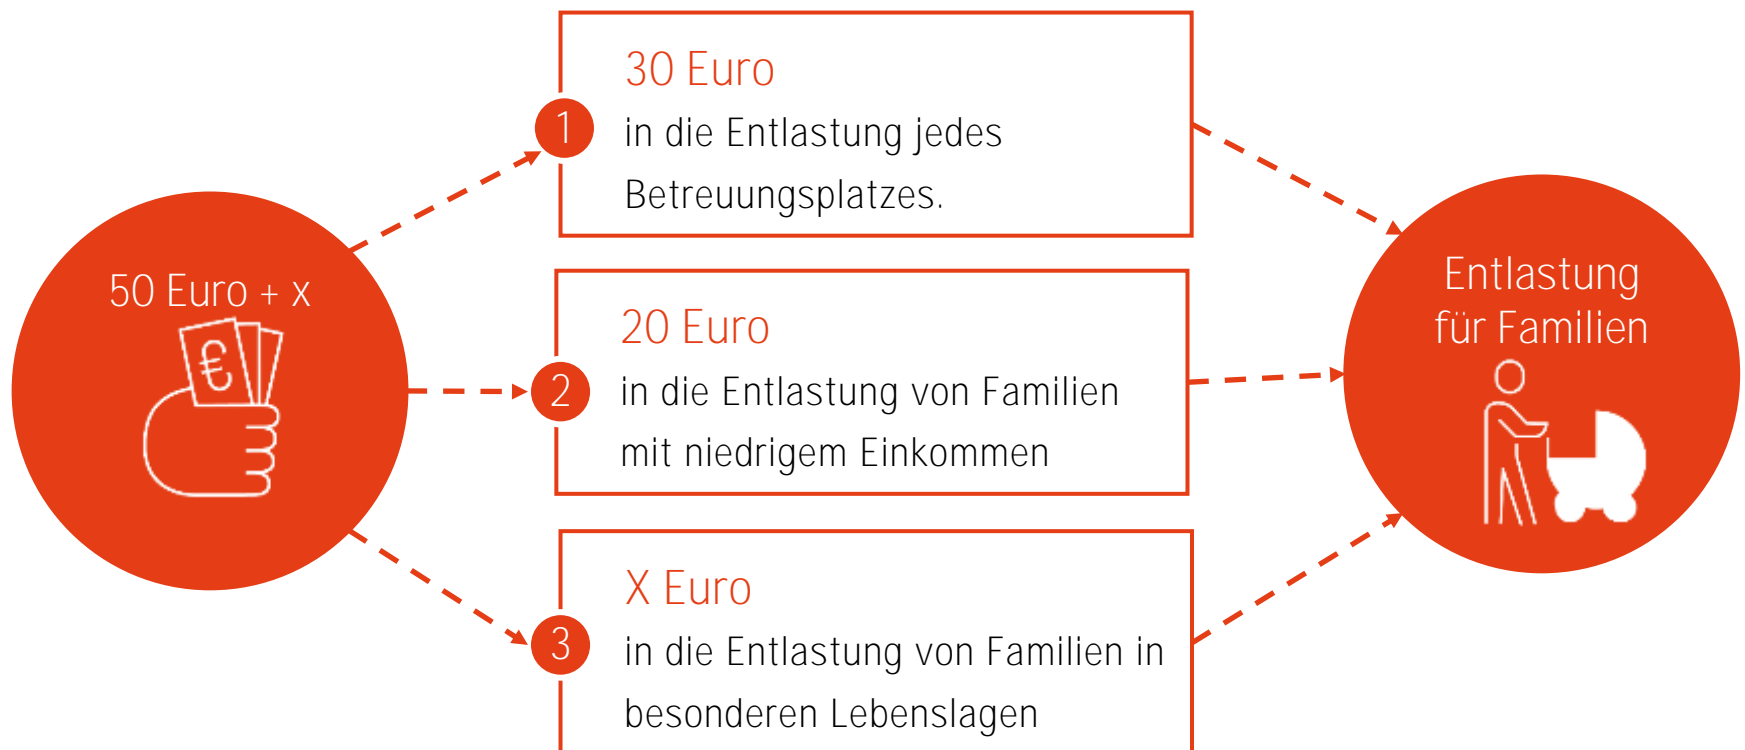 50 Euro + x
€
1
30 Euro
in die Entlastung jedes
Betreuungsplatzes.
2
20 Euro
in die Entlastung von Familien
mit niedrigem Einkommen
3
X Euro
in die Entlastung von Familien in
besonderen Lebenslagen
Entlastung
für Familien